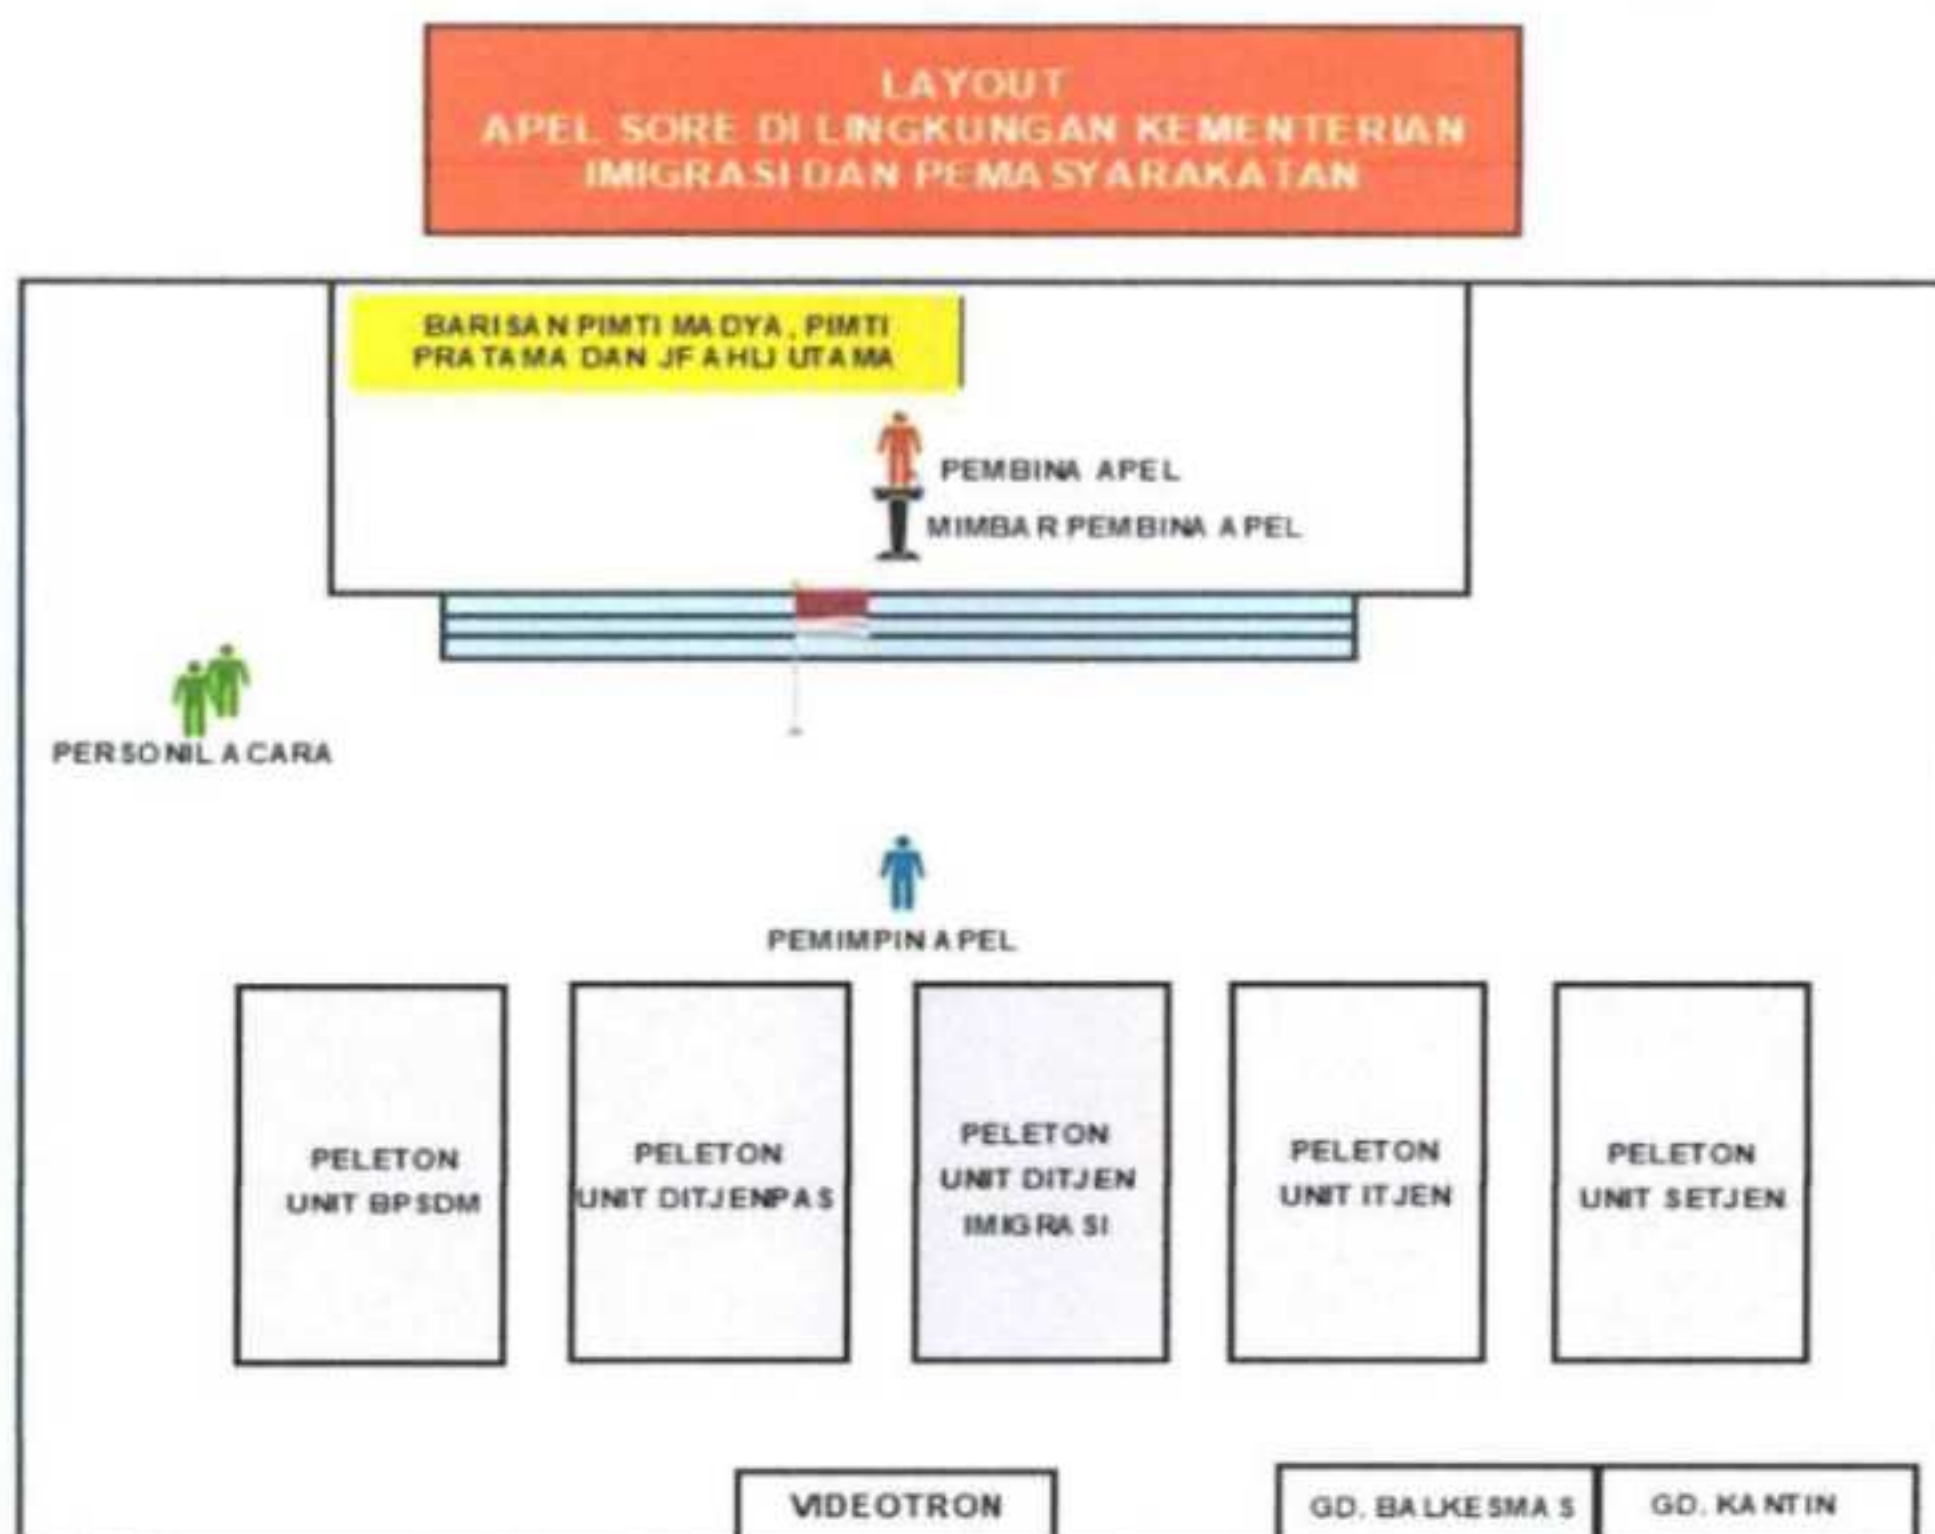 LAYOUT
APEL SORE DI LINGKUNGAN KEMENTERIAN
IMIGRASI DAN PEMASYARAKATAN
BARISAN PIMTI MADYA, PIMTI
PRATAMA DAN JF AHLI UTAMA
PEMBINA APEL
MIMBAR PEMBINA APEL
PERSONIL ACARA
PEMIMPIN APEL
PELETON
UNIT BPSDM
PELETON
UNIT DITJENPAS
PELETON
UNIT DITJEN
IMIGRASI
PELETON
UNIT ITJEN
PELETON
UNIT SETJEN
VIDEOTRON
GD. BALKESMAS
GD. KANTIN